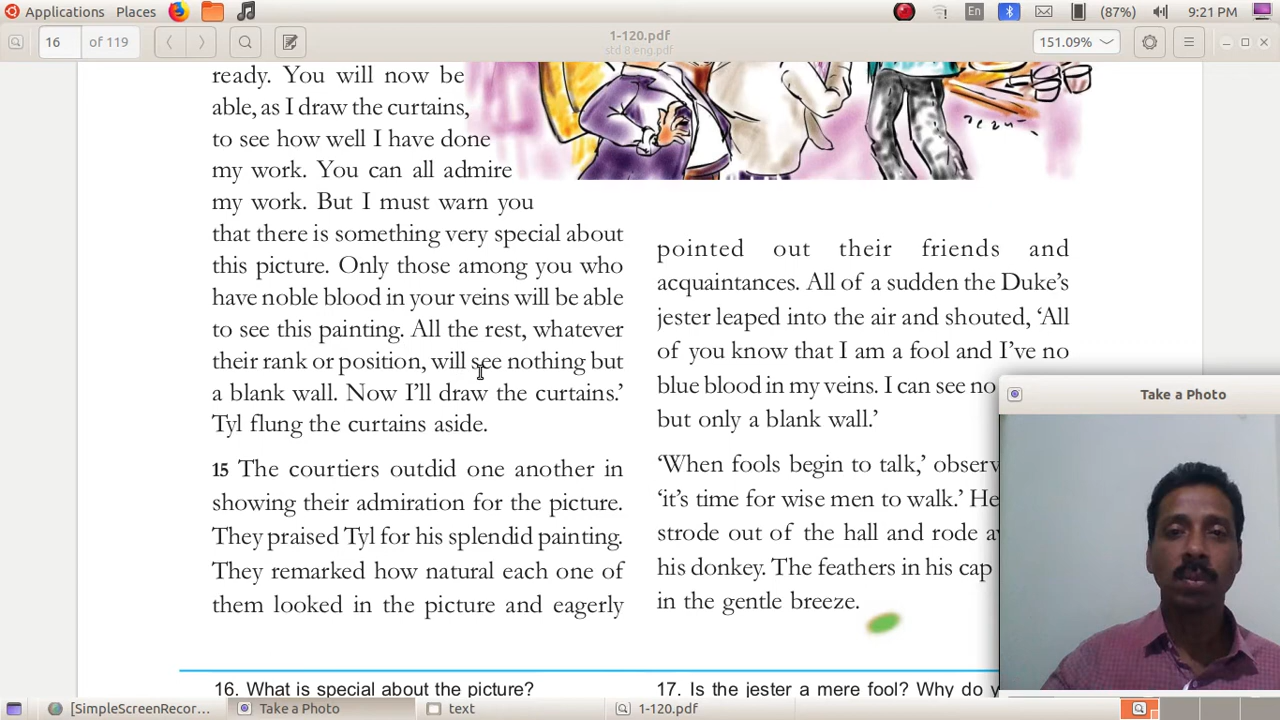 Applications Places En (87%) 9:21 PM
16 of 119 1-120.pdf 151.09%
std 8 eng.pdf
ready. You will now be
able, as I draw the curtains,
to see how well I have done
my work. You can all admire
my work. But I must warn you
that there is something very special about
this picture. Only those among you who
have noble blood in your veins will be able
to see this painting. All the rest, whatever
their rank or position, will see nothing but
a blank wall. Now I'll draw the curtains.'
Tyl flung the curtains aside.
15 The courtiers outdid one another in
showing their admiration for the picture.
They praised Tyl for his splendid painting.
They remarked how natural each one of
them looked in the picture and eagerly
16. What is special about the picture?
pointed out their friends and
acquaintances. All of a sudden the Duke's
jester leaped into the air and shouted, 'All
of you know that I am a fool and I've no
blue blood in my veins. I can see no
but only a blank wall.'
'When fools begin to talk,' observ
'it's time for wise men to walk.' He
strode out of the hall and rode a
his donkey. The feathers in his cap
in the gentle breeze.
17. Is the jester a mere fool? Why do y
Take a Photo
[SimpleScreenRecor... Take a Photo text 1-120.pdf